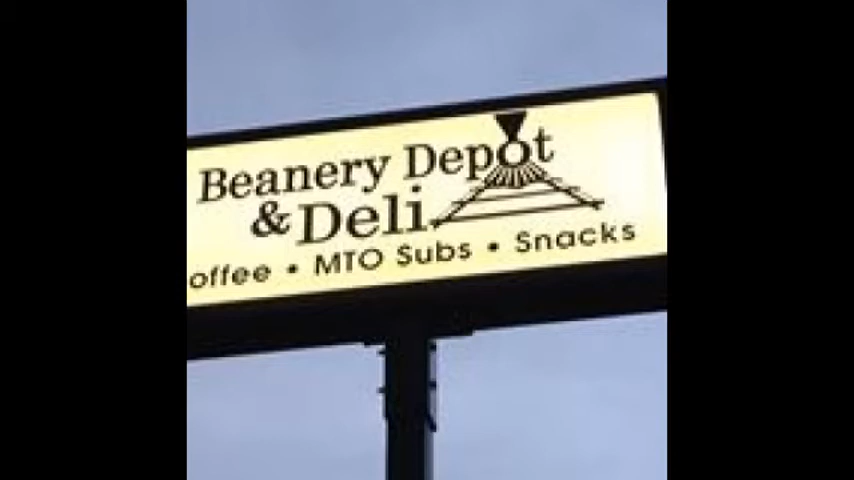 Beanery Depot
& Deli
offee • MTO Subs • Snacks